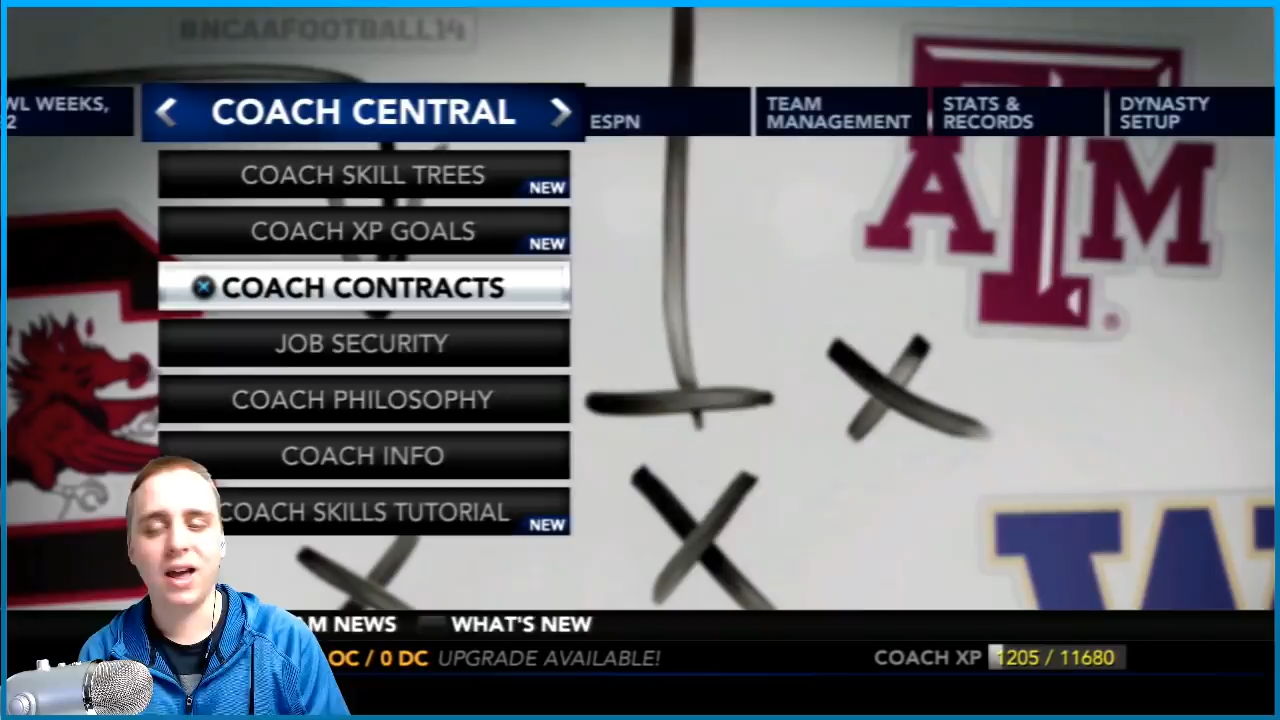 #NCAAFOOTBALL14
WL WEEKS,
2
COACH CENTRAL
ESPN
TEAM
MANAGEMENT
STATS &
RECORDS
DYNASTY
SETUP
COACH SKILL TREES
NEW
COACH XP GOALS
NEW
COACH CONTRACTS
JOB SECURITY
COACH PHILOSOPHY
COACH INFO
COACH SKILLS TUTORIAL
NEW
ATM
W
AM NEWS
WHAT'S NEW
OC / 0 DC UPGRADE AVAILABLE!
COACH XP 1205 / 11680